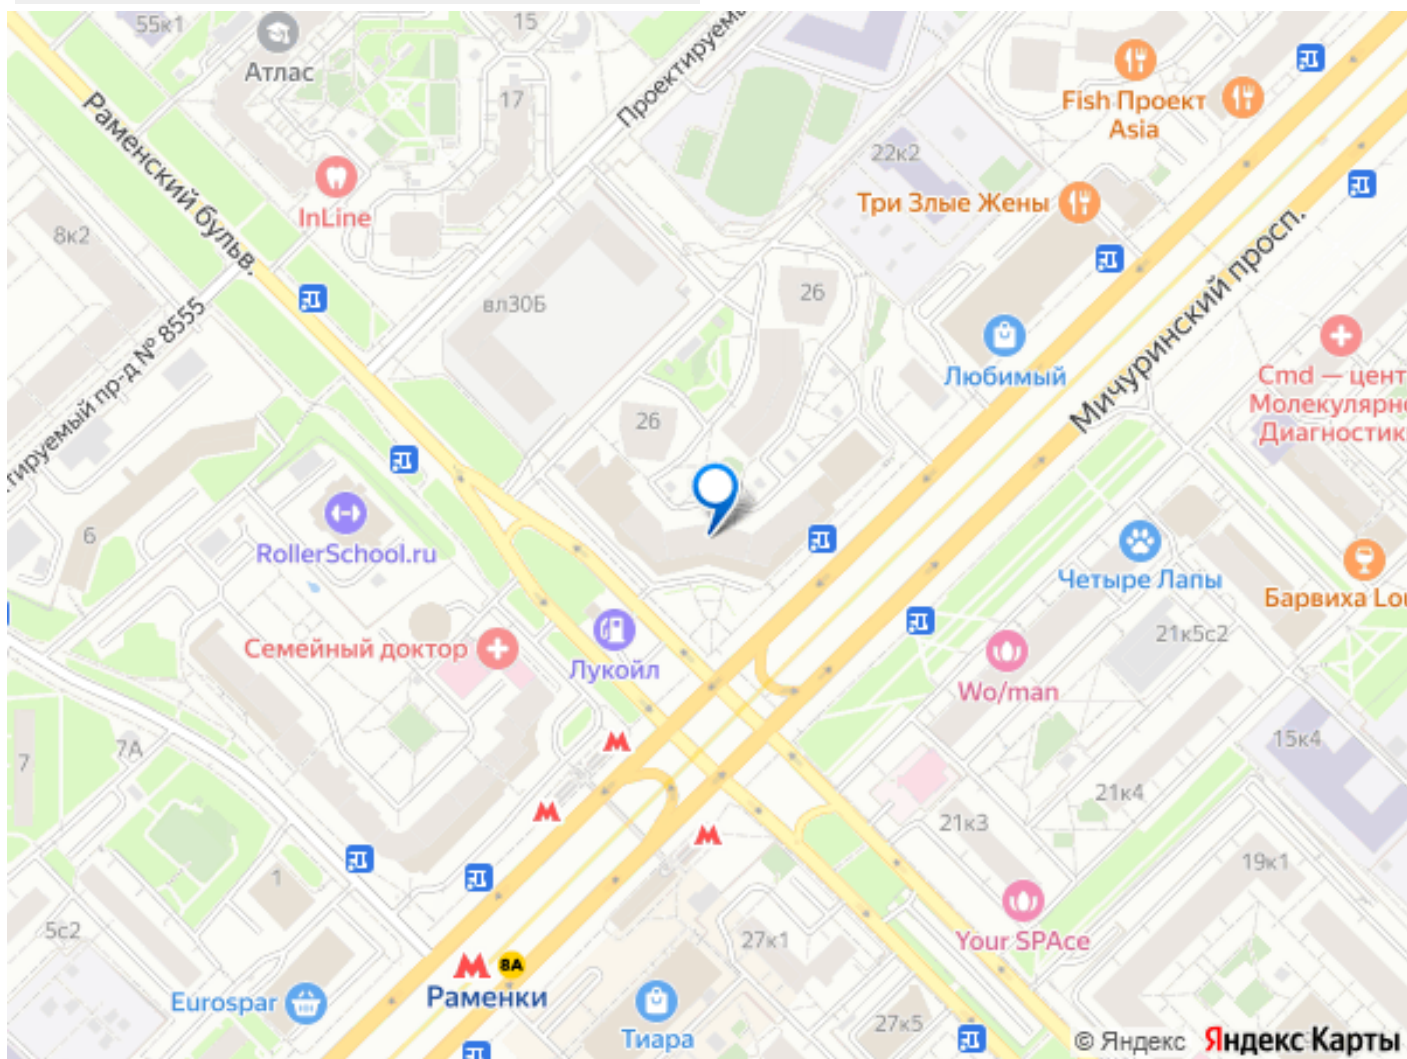 55к1
15
Атлас
17
Проектируема
Fish Проект
Asia
Раменский бульв.
22к2
InLine
Три Злые Жены
8к2
Мичуринский просп.
вл30Б
26
тируемый пр-д № 8555
Любимый
Cmd — цент
Молекулярно
Диагностик
26
6
RollerSchool.ru
Четыре Лапы
Барвиха Lou
21к5с2
Лукойл
Семейный доктор
Wo/man
7А
7
15к4
21к4
21к3
19к1
1
5с2
27к1
Your SPAce
8А
Раменки
Eurospar
Тиара
27к5
© Яндекс Яндекс Карты